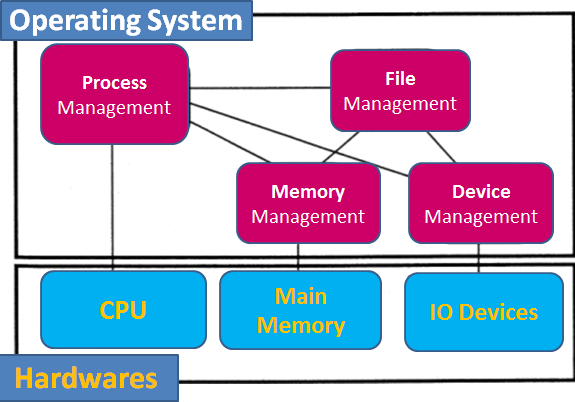 Operating System
Process
Management
File
Management
Memory
Management
Device
Management
CPU
Main
Memory
IO Devices
Hardwares